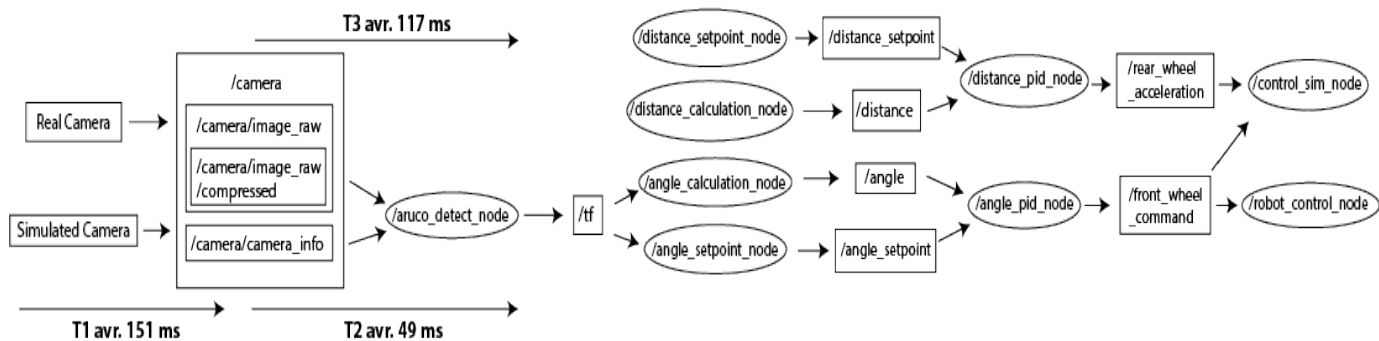 T3 avr. 117 ms
/camera
Real Camera
/camera/image_raw
/camera/image_raw
/compressed
Simulated Camera
/camera/camera_info
/aruco_detect_node
/tf
T1 avr. 151 ms
T2 avr. 49 ms
/distance_setpoint_node
/distance_setpoint
/distance_calculation_node
/distance
/distance_pid_node
/rear_wheel
_acceleration
/control_sim_node
/angle_calculation_node
/angle
/angle_setpoint_node
/angle_setpoint
/angle_pid_node
/front_wheel
_command
/robot_control_node